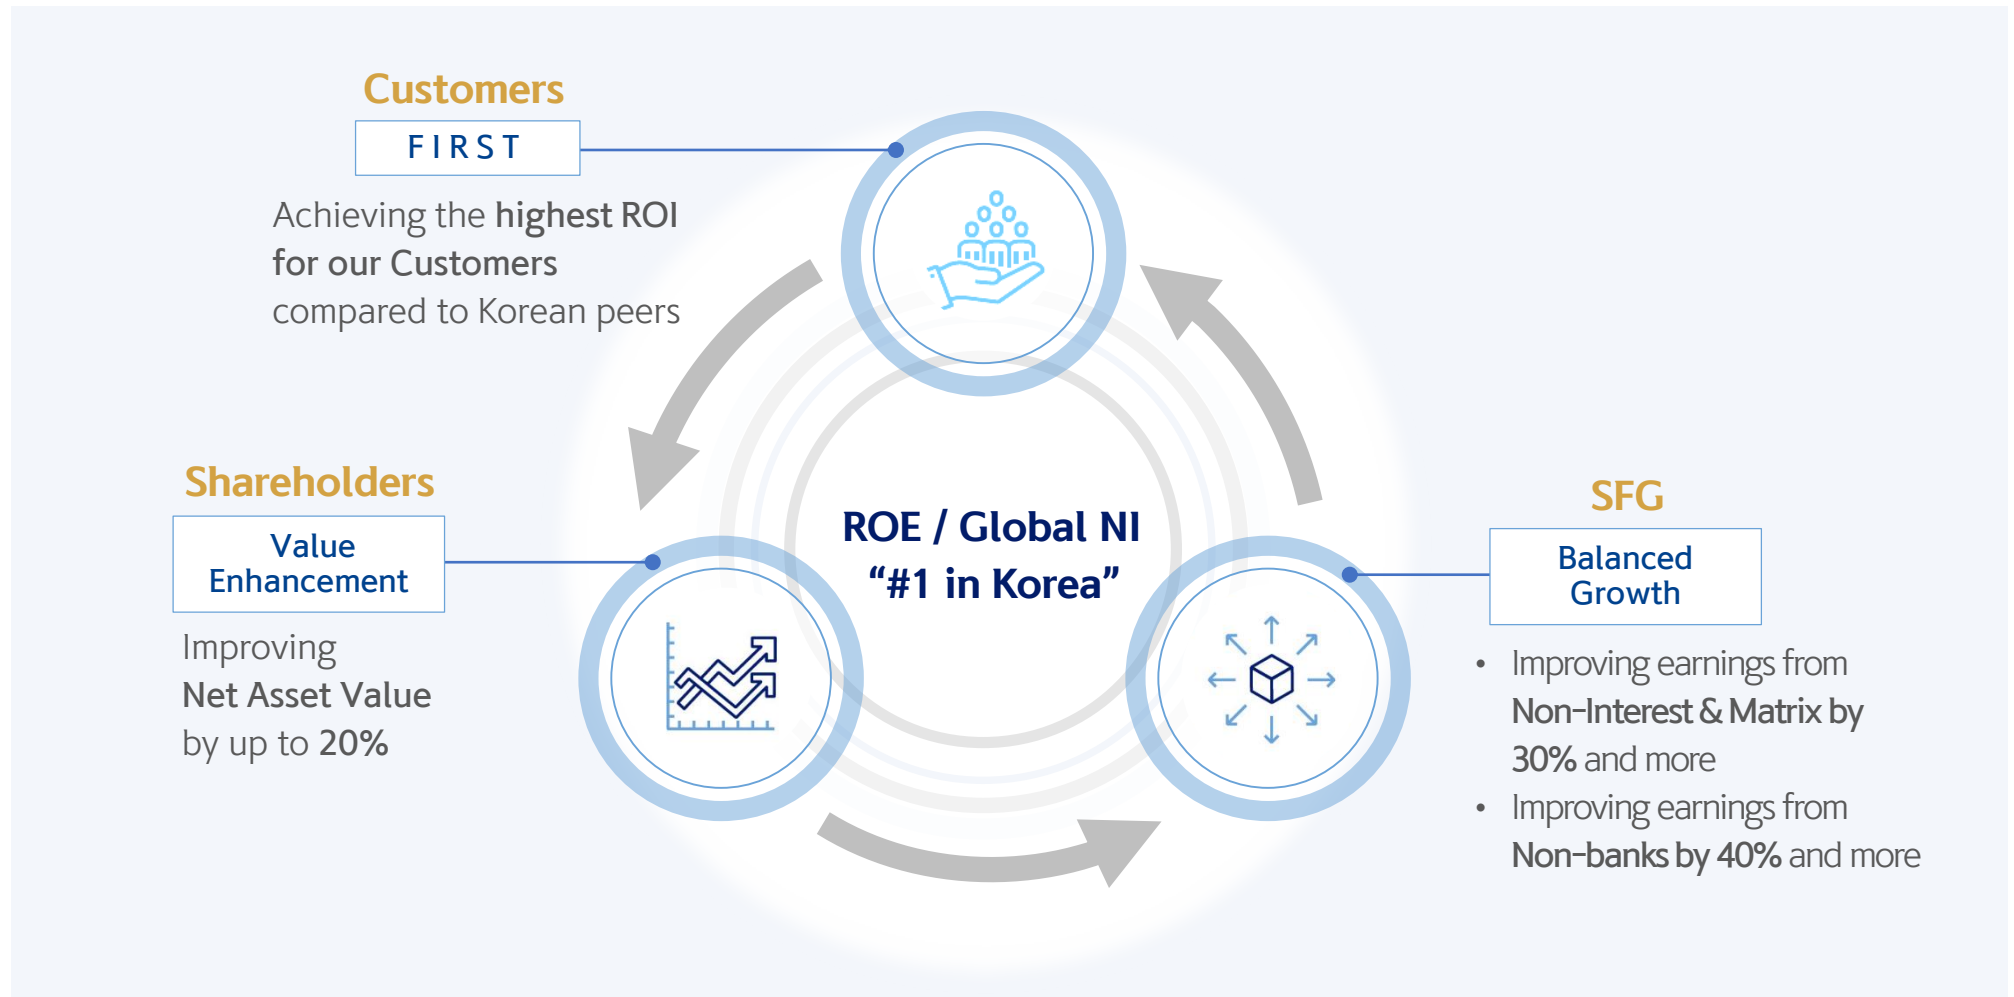 Customers
FIRST
Achieving the highest ROI
for our Customers
compared to Korean peers
Shareholders
Value
Enhancement
Improving
Net Asset Value
by up to 20%
ROE / Global NI
“#1 in Korea”
SFG
Balanced
Growth
• Improving earnings from
Non-Interest & Matrix by
30% and more
• Improving earnings from
Non-banks by 40% and more